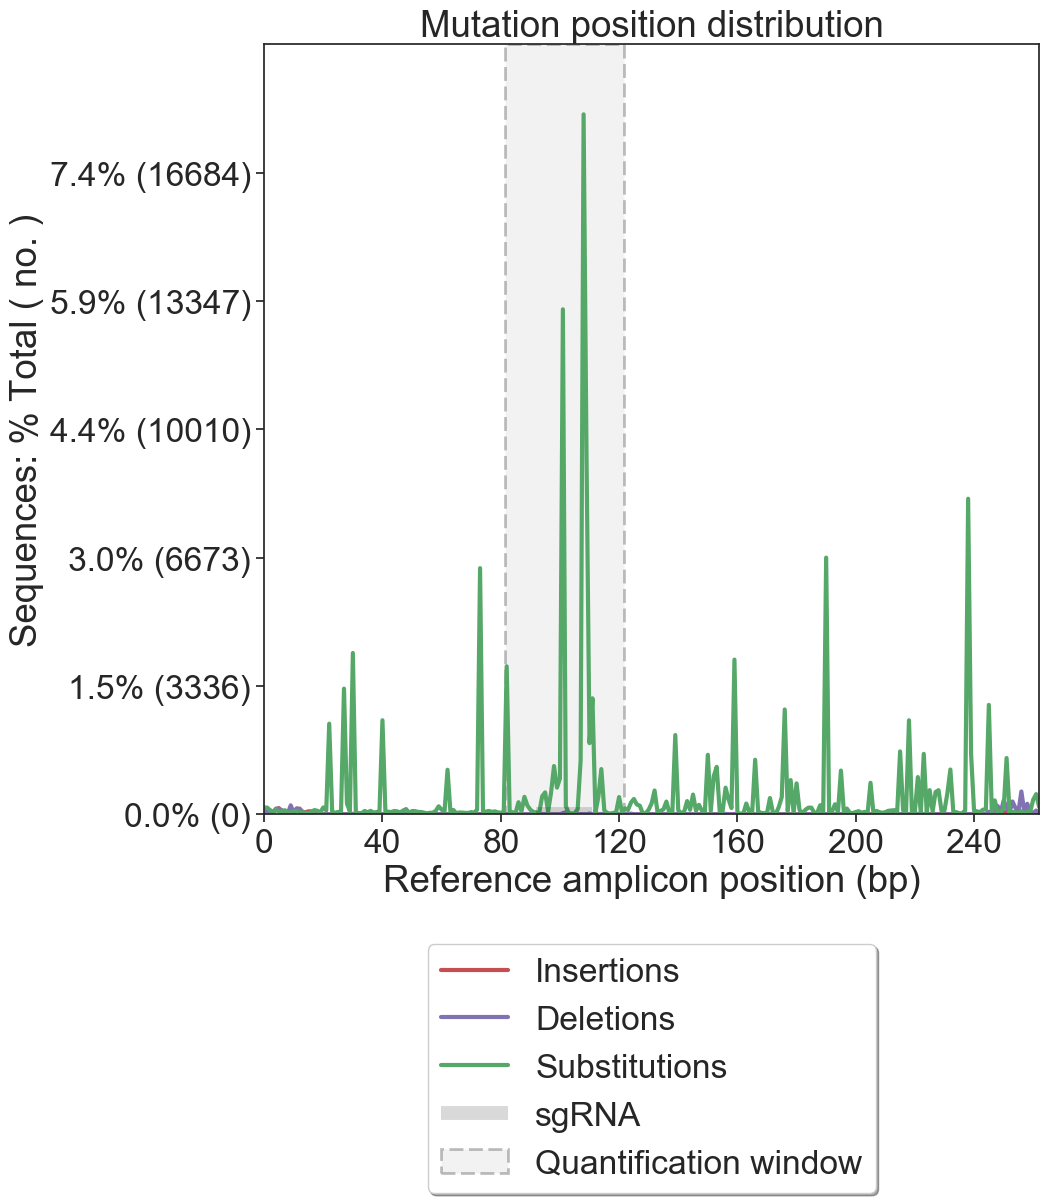 Mutation position distribution
Sequences: % Total ( no. )
7.4% (16684)
5.9% (13347)
4.4% (10010)
3.0% (6673)
1.5% (3336)
0.0% (0)
0 40 80 120 160 200 240
Reference amplicon position (bp)
Insertions
Deletions
Substitutions
sgRNA
Quantification window